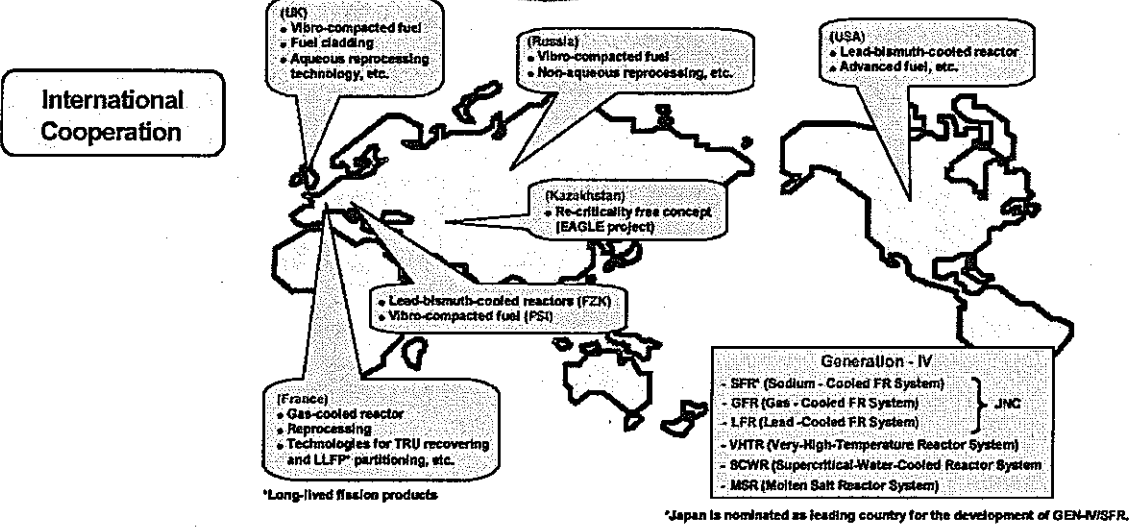 International
Cooperation
(UK)
• Vibro-compacted fuel
• Fuel cladding
• Aqueous reprocessing
technology, etc.
(Russia)
• Vibro-compacted fuel
• Non-aqueous reprocessing, etc.
(USA)
• Lead-bismuth-cooled reactor
• Advanced fuel, etc.
(Kazakhstan)
• Re-criticality free concept
(EAGLE project)
• Lead-bismuth-cooled reactors (FZK)
• Vibro-compacted fuel (PSI)
(France)
• Gas-cooled reactor
• Reprocessing
• Technologies for TRU recovering
and LLFP* partitioning, etc.
*Long-lived fission products
Generation - IV
- SFR* (Sodium - Cooled FR System)
- GFR (Gas - Cooled FR System)
- LFR (Lead -Cooled FR System)
JNC
- VHTR (Very-High-Temperature Reactor System)
- SCWR (Supercritical-Water-Cooled Reactor System
- MSR (Molten Salt Reactor System)
*Japan is nominated as leading country for the development of GEN-IV/SFR.